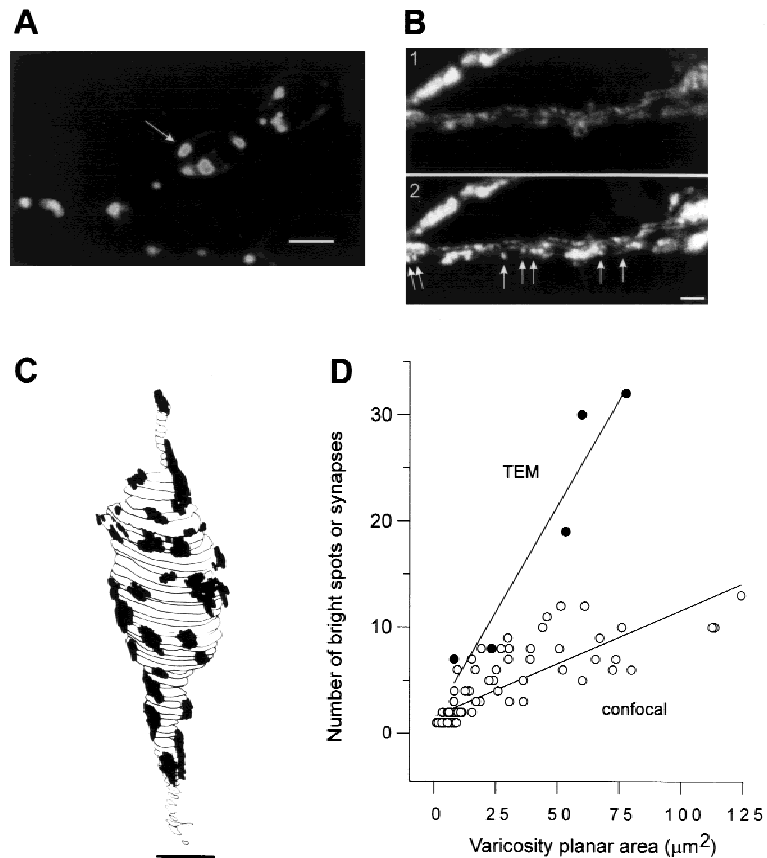 A
B
1
2
C
D
Number of bright spots or synapses
30
20
10
0
TEM
confocal
0 25 50 75 100 125
Varicosity planar area (μm2)